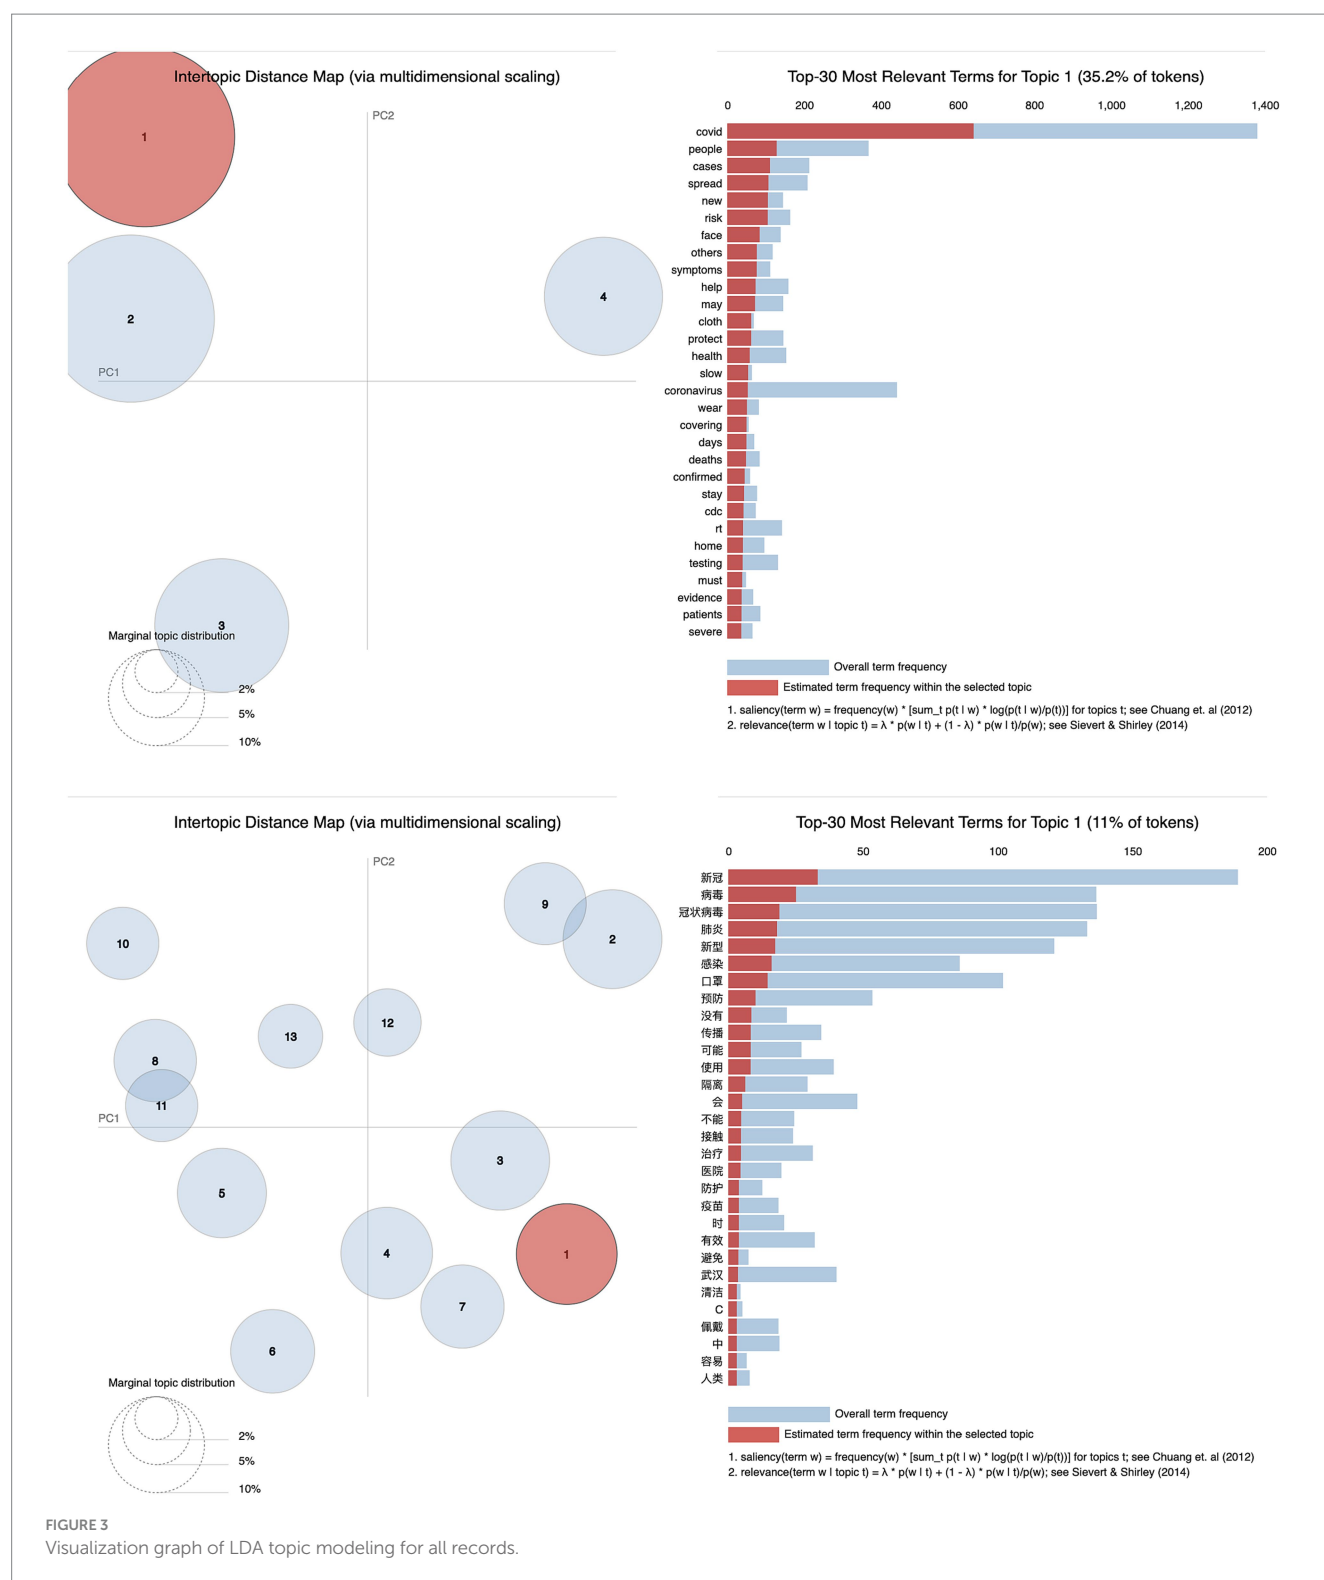 Intertopic Distance Map (via multidimensional scaling)
PC2
PC1
1
2
3
4
Marginal topic distribution
2%
5%
10%
Top-30 Most Relevant Terms for Topic 1 (35.2% of tokens)
0 200 400 600 800 1,000 1,200 1,400
covid
people
cases
spread
new
risk
face
others
symptoms
help
may
cloth
protect
health
slow
coronavirus
wear
covering
days
deaths
confirmed
stay
cdc
rt
home
testing
must
evidence
patients
severe
Overall term frequency
Estimated term frequency within the selected topic
1. saliency(term w) = frequency(w) * [sum_t p(t | w) * log(p(t | w)/p(t))] for topics t; see Chuang et. al (2012)
2. relevance(term w | topic t) = λ * p(w | t) + (1 - λ) * p(w | t)/p(w); see Sievert & Shirley (2014)
Intertopic Distance Map (via multidimensional scaling)
PC2
9
2
10
12
13
8
11
PC1
3
5
4
1
7
6
Marginal topic distribution
2%
5%
10%
Top-30 Most Relevant Terms for Topic 1 (11% of tokens)
0 50 100 150 200
新冠
病毒
冠状病毒
肺炎
新型
感染
口罩
预防
没有
传播
可能
使用
隔离
会
不能
接触
治疗
医院
防护
疫苗
时
有效
避免
武汉
清洁
C
佩戴
中
容易
人类
Overall term frequency
Estimated term frequency within the selected topic
1. saliency(term w) = frequency(w) * [sum_t p(t | w) * log(p(t | w)/p(t))] for topics t; see Chuang et. al (2012)
2. relevance(term w | topic t) = λ * p(w | t) + (1 - λ) * p(w | t)/p(w); see Sievert & Shirley (2014)
FIGURE 3
Visualization graph of LDA topic modeling for all records.